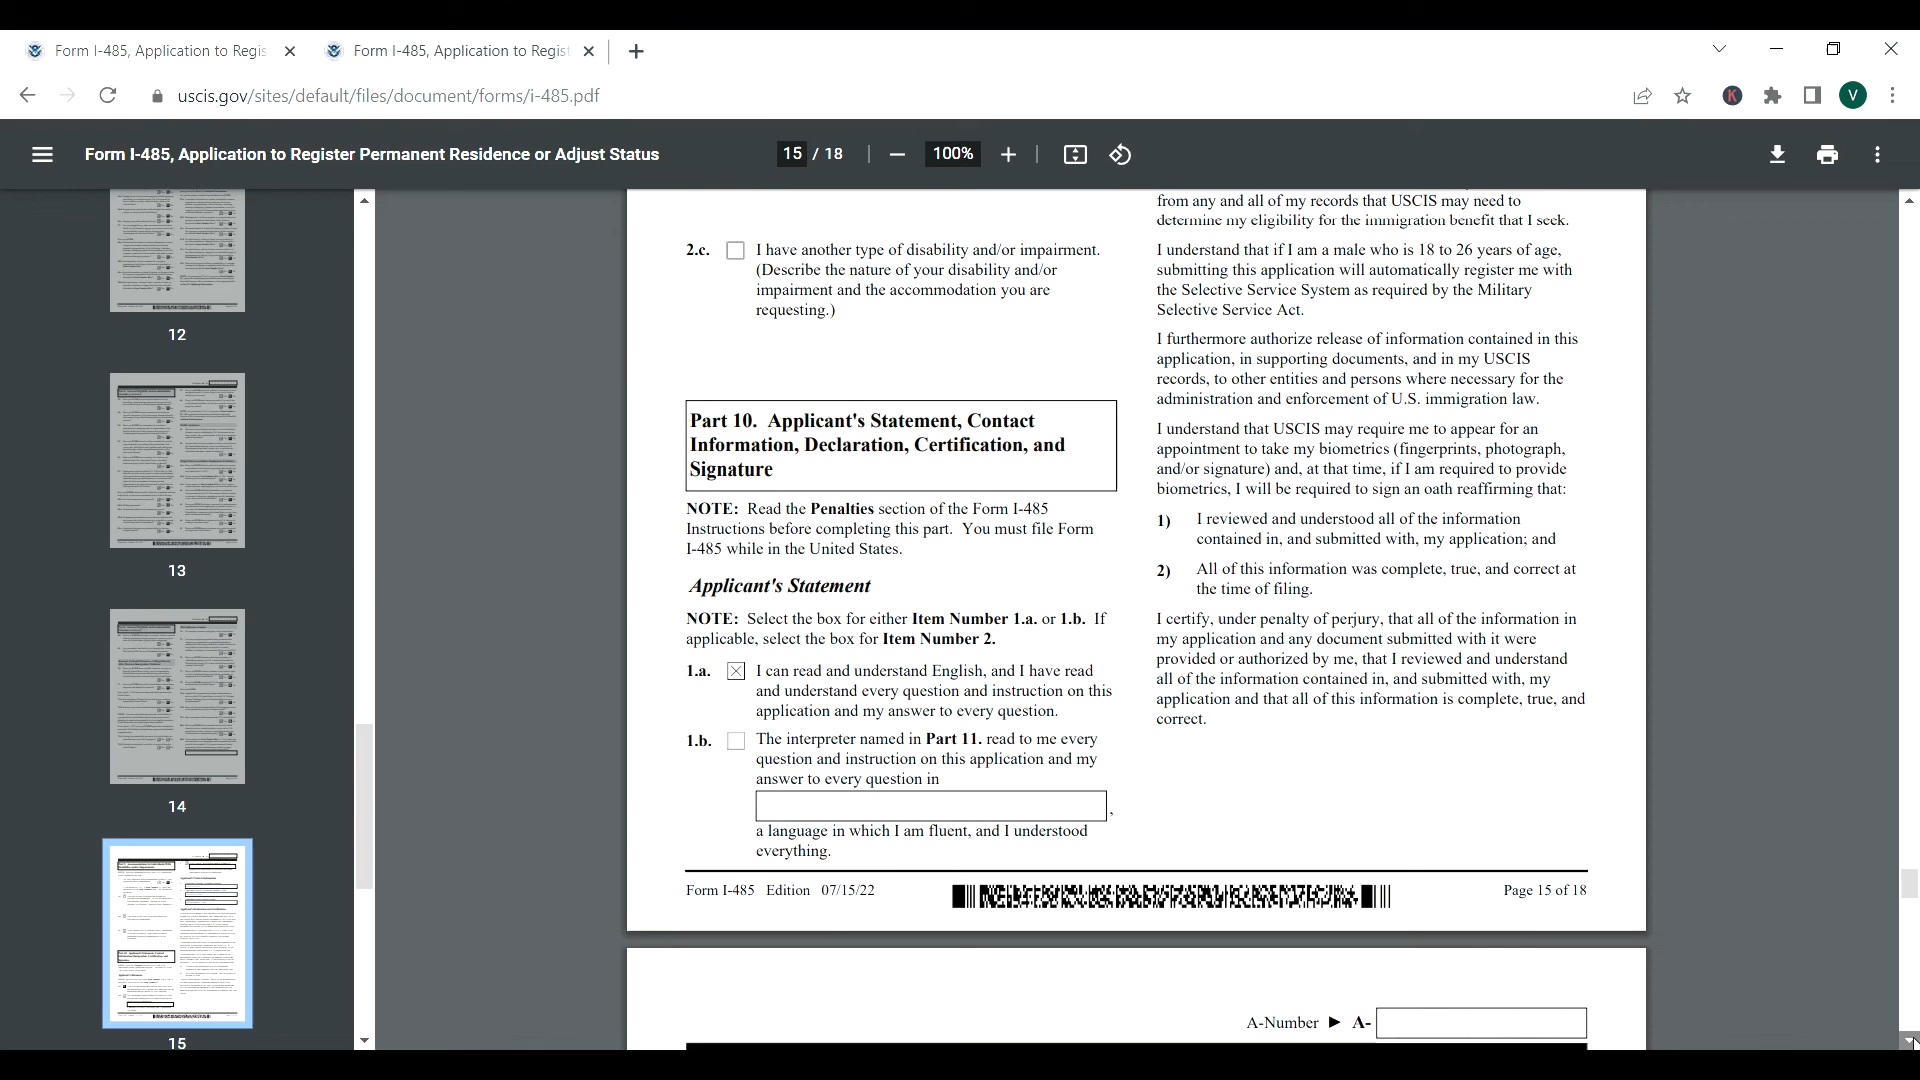 Form I-485, Application to Regis
Form I-485, Application to Regist
uscis.gov/sites/default/files/document/forms/i-485.pdf
K
V
Form I-485, Application to Register Permanent Residence or Adjust Status
15 / 18
100%
12
13
14
15
2.c. I have another type of disability and/or impairment.
(Describe the nature of your disability and/or
impairment and the accommodation you are
requesting.)
Part 10. Applicant's Statement, Contact
Information, Declaration, Certification, and
Signature
NOTE: Read the Penalties section of the Form I-485
Instructions before completing this part. You must file Form
I-485 while in the United States.
Applicant's Statement
NOTE: Select the box for either Item Number 1.a. or 1.b. If
applicable, select the box for Item Number 2.
1.a. I can read and understand English, and I have read
and understand every question and instruction on this
application and my answer to every question.
1.b. The interpreter named in Part 11. read to me every
question and instruction on this application and my
answer to every question in
,
a language in which I am fluent, and I understood
everything.
from any and all of my records that USCIS may need to
determine my eligibility for the immigration benefit that I seek.
I understand that if I am a male who is 18 to 26 years of age,
submitting this application will automatically register me with
the Selective Service System as required by the Military
Selective Service Act.
I furthermore authorize release of information contained in this
application, in supporting documents, and in my USCIS
records, to other entities and persons where necessary for the
administration and enforcement of U.S. immigration law.
I understand that USCIS may require me to appear for an
appointment to take my biometrics (fingerprints, photograph,
and/or signature) and, at that time, if I am required to provide
biometrics, I will be required to sign an oath reaffirming that:
1) I reviewed and understood all of the information
contained in, and submitted with, my application; and
2) All of this information was complete, true, and correct at
the time of filing.
I certify, under penalty of perjury, that all of the information in
my application and any document submitted with it were
provided or authorized by me, that I reviewed and understand
all of the information contained in, and submitted with, my
application and that all of this information is complete, true, and
correct.
Form I-485 Edition 07/15/22
Page 15 of 18
A-Number ► A-